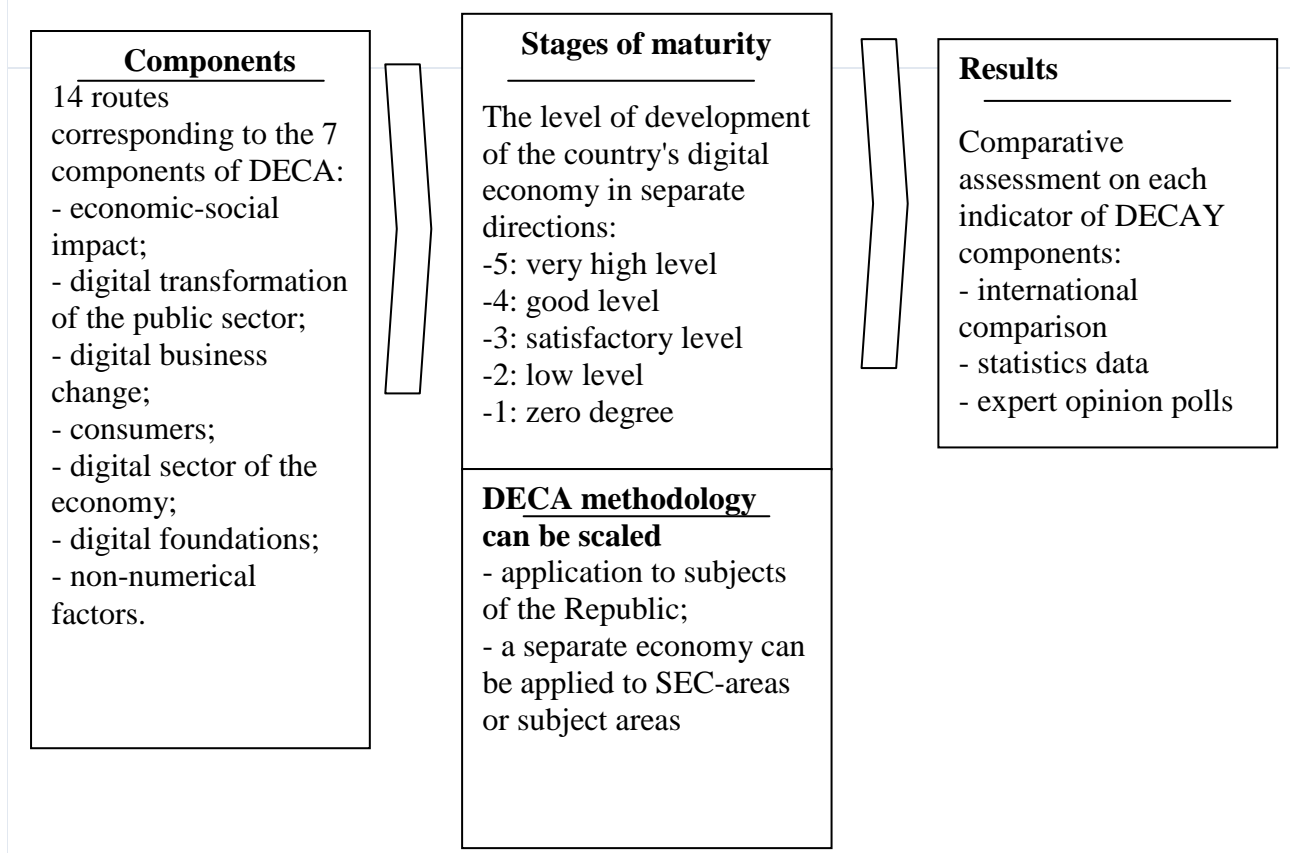 Components
14 routes
corresponding to the 7
components of DECA:
- economic-social
impact;
- digital transformation
of the public sector;
- digital business
change;
- consumers;
- digital sector of the
economy;
- digital foundations;
- non-numerical
factors.
Stages of maturity
The level of development
of the country's digital
economy in separate
directions:
-5: very high level
-4: good level
-3: satisfactory level
-2: low level
-1: zero degree
DECA methodology
can be scaled
- application to subjects
of the Republic;
- a separate economy can
be applied to SEC-areas
or subject areas
Results
Comparative
assessment on each
indicator of DECAY
components:
- international
comparison
- statistics data
- expert opinion polls